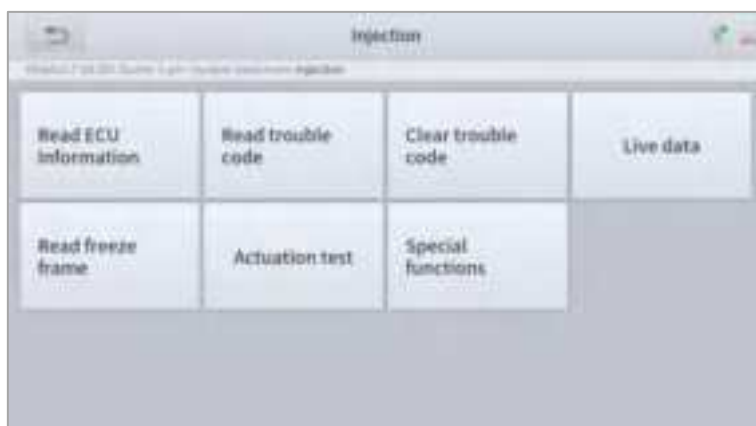 Injection
injection
Read ECU
Information
Read trouble
code
Clear trouble
code
Live data
Read freeze
frame
Actuation test
Special
functions